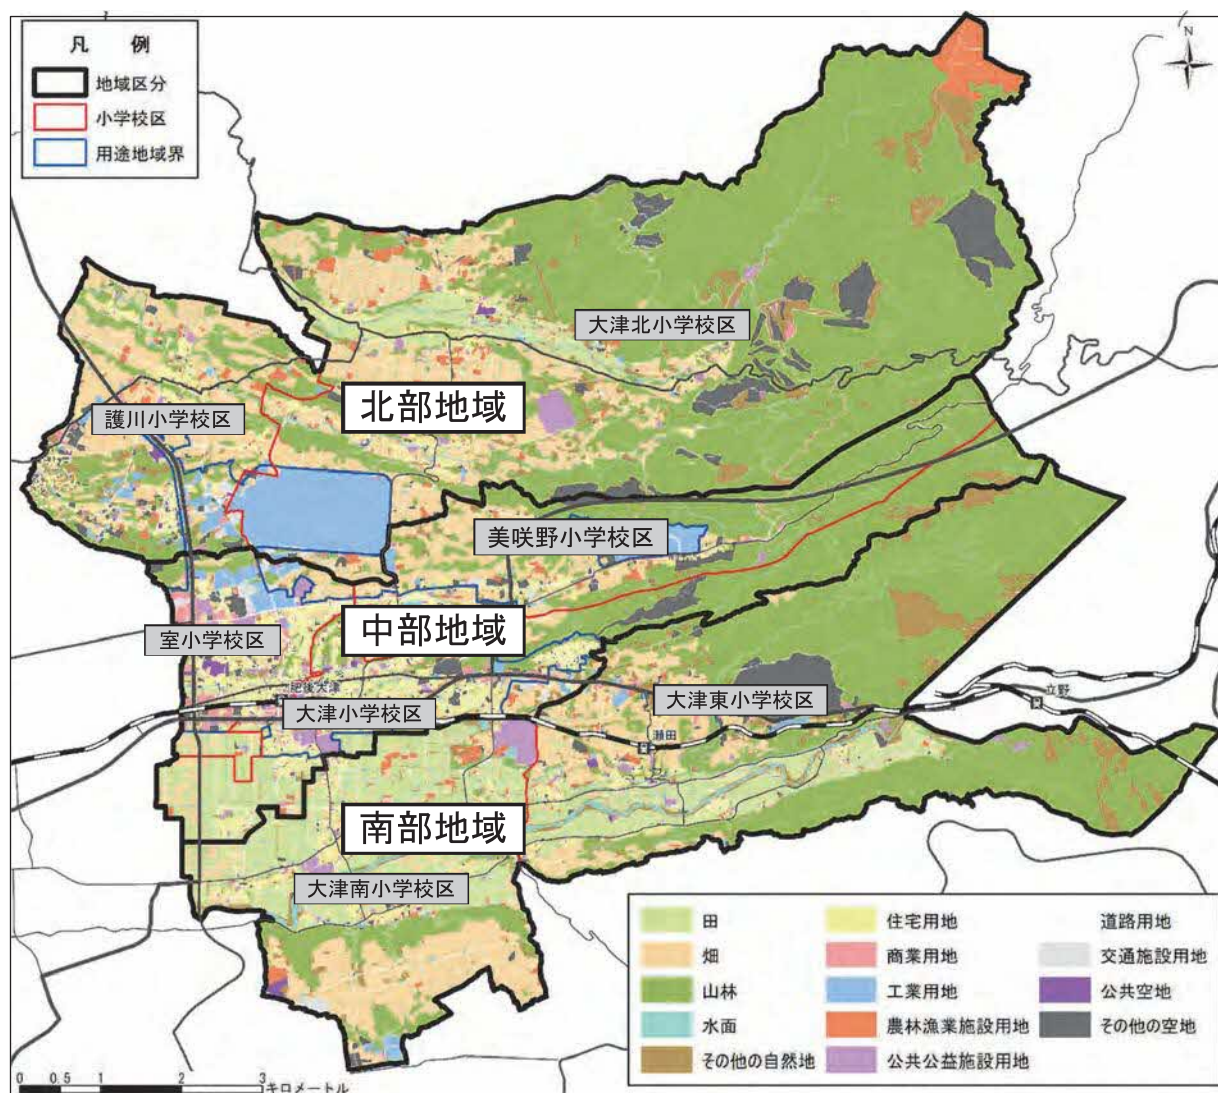 凡 例
地域区分
小学校区
用途地域界
N
大津北小学校区
北部地域
護川小学校区
美咲野小学校区
中部地域
室小学校区
肥後大津
大津小学校区
大津東小学校区
立野
瀬田
南部地域
大津南小学校区
田
畑
山林
水面
その他の自然地
住宅用地
商業用地
工業用地
農林漁業施設用地
公共公益施設用地
道路用地
交通施設用地
公共空地
その他の空地
0 0.5 1 2 3
キロメートル